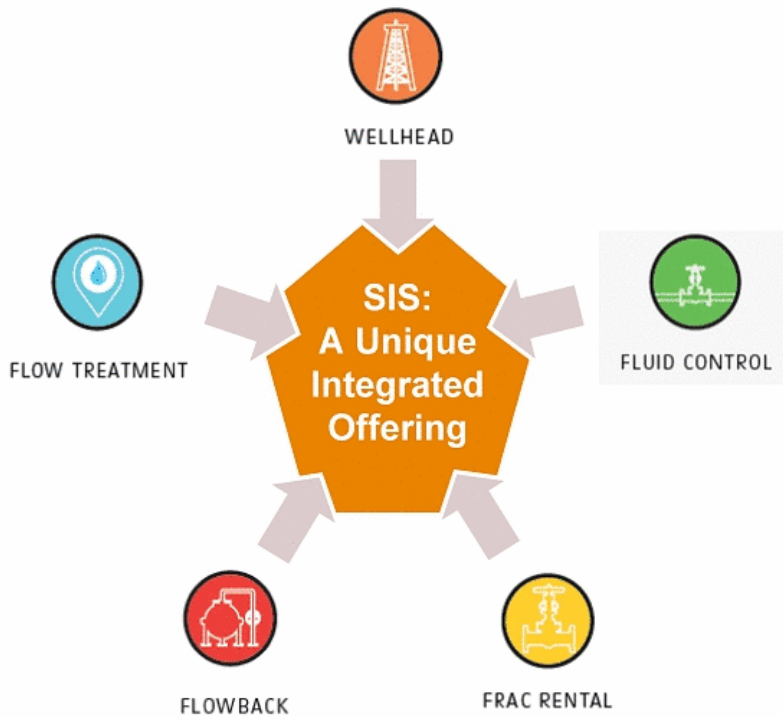 WELLHEAD
FLOW TREATMENT
SIS:
A Unique
Integrated
Offering
FLUID CONTROL
FLOWBACK
FRAC RENTAL